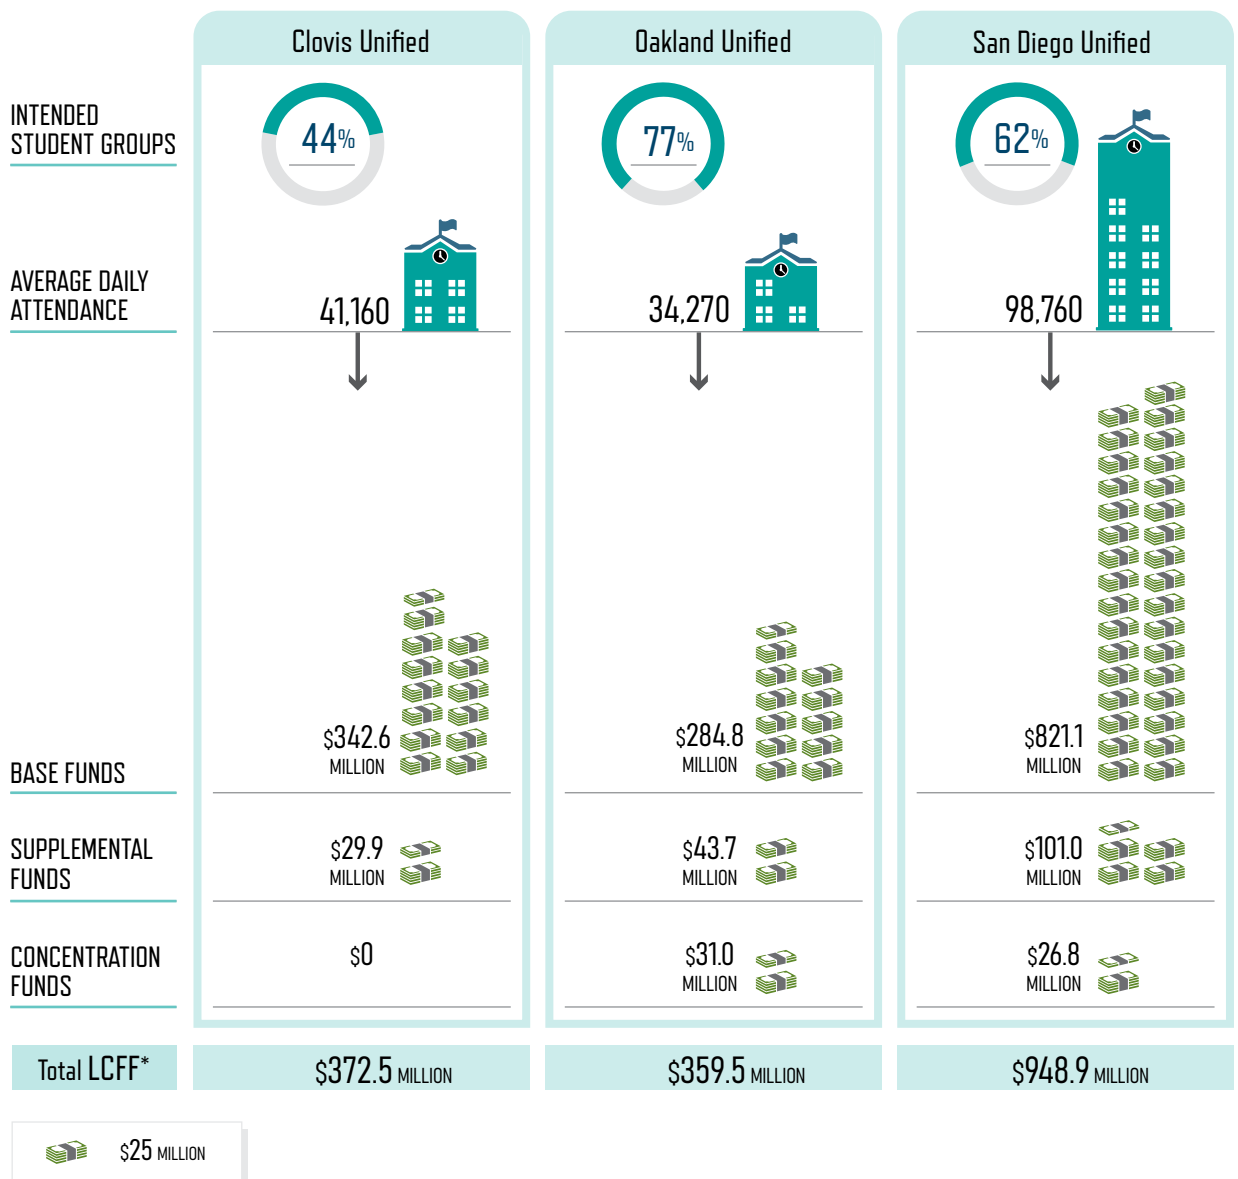 Clovis Unified
Oakland Unified
San Diego Unified
INTENDED
STUDENT GROUPS
44%
77%
62%
AVERAGE DAILY
ATTENDANCE
41,160
34,270
98,760
BASE FUNDS
$342.6
MILLION
$284.8
MILLION
$821.1
MILLION
SUPPLEMENTAL
FUNDS
$29.9
MILLION
$43.7
MILLION
$101.0
MILLION
CONCENTRATION
FUNDS
$0
$31.0
MILLION
$26.8
MILLION
Total LCFF*
$372.5 MILLION
$359.5 MILLION
$948.9 MILLION
$25 MILLION